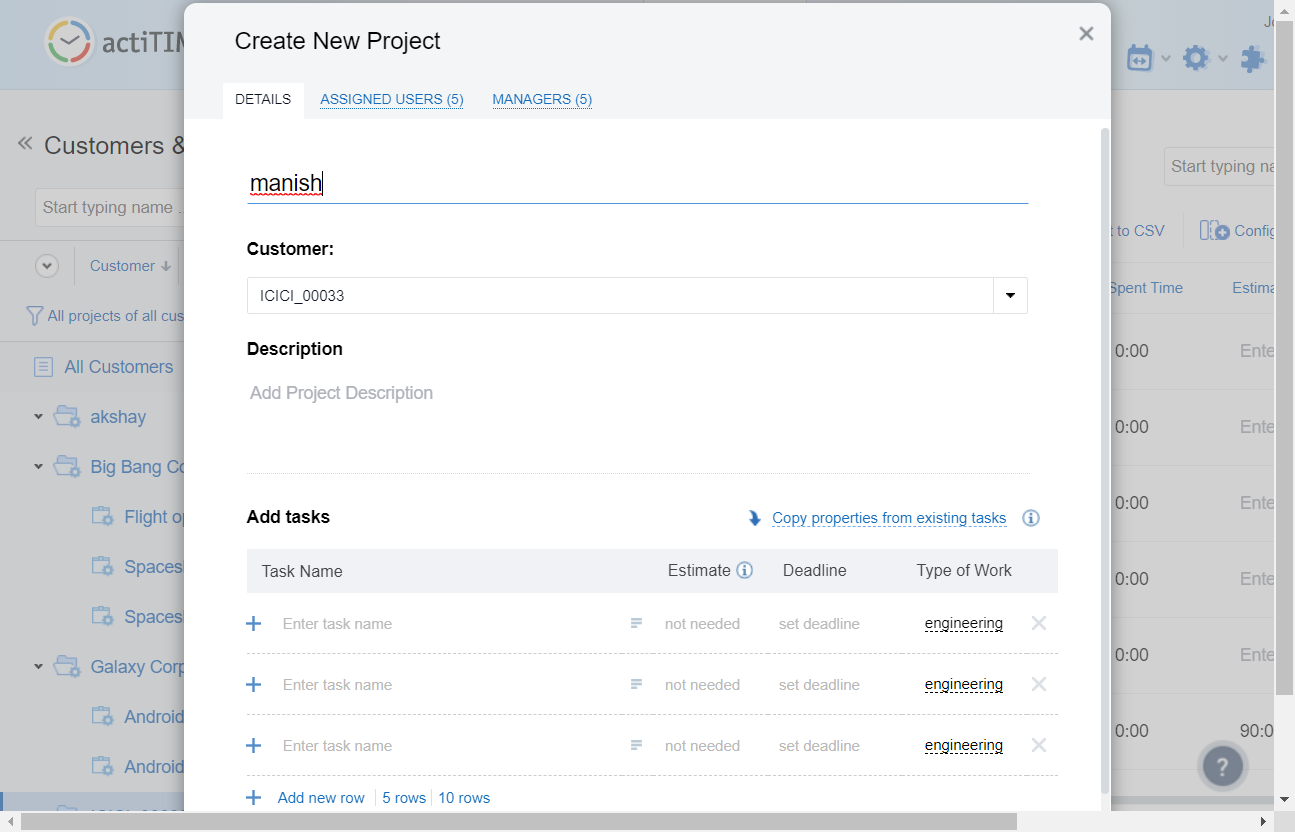 actiTIM
Create New Project
DETAILS
ASSIGNED USERS (5)
MANAGERS (5)
Customers &
Start typing name .
Customer
All projects of all cus
All Customers
akshay
Big Bang Co
Flight op
Spaces
Spaces
Galaxy Corp
Android
Android
manish
Customer:
ICICI_00033
Description
Add Project Description
Add tasks
Copy properties from existing tasks
Task Name Estimate Deadline Type of Work
Enter task name not needed set deadline engineering
Enter task name not needed set deadline engineering
Enter task name not needed set deadline engineering
Add new row 5 rows 10 rows
Start typing na
t to CSV Config
Spent Time Estima
0:00 Ente
0:00 Ente
0:00 Ente
0:00 Ente
0:00 Ente
0:00 90:0
?